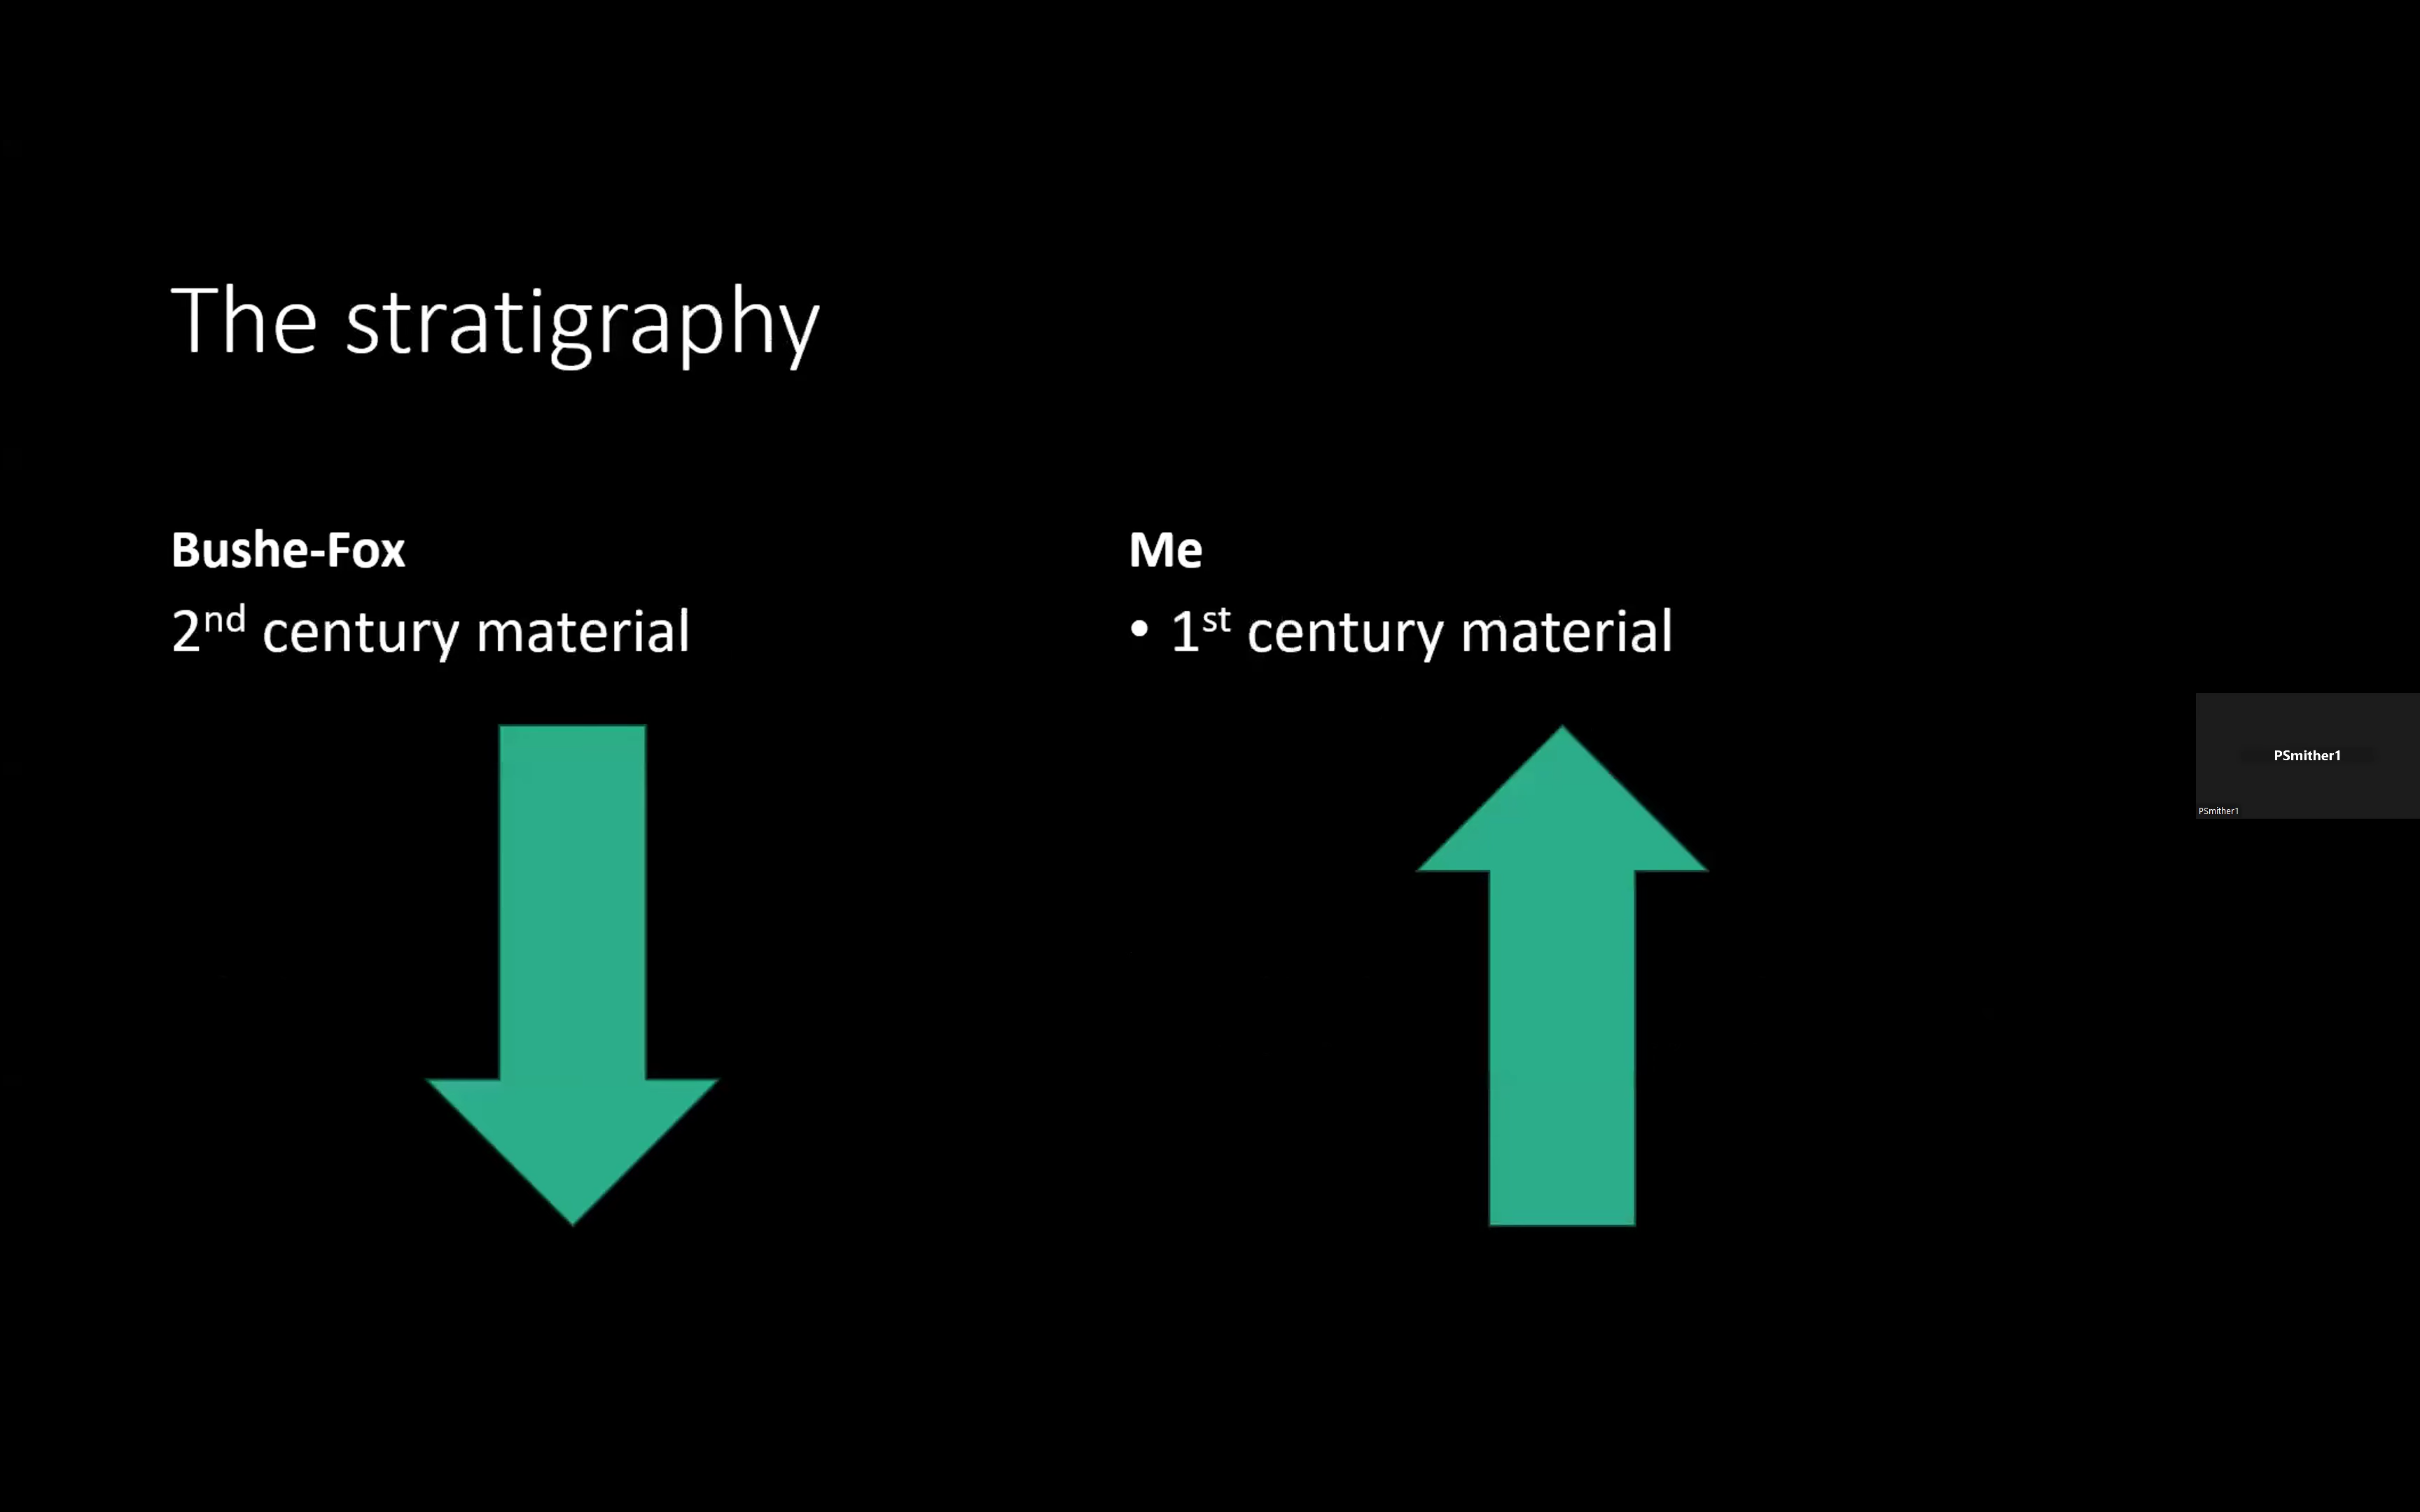 The stratigraphy
Bushe-Fox
2nd century material
Me
• 1st century material
PSmither1
PSmither1